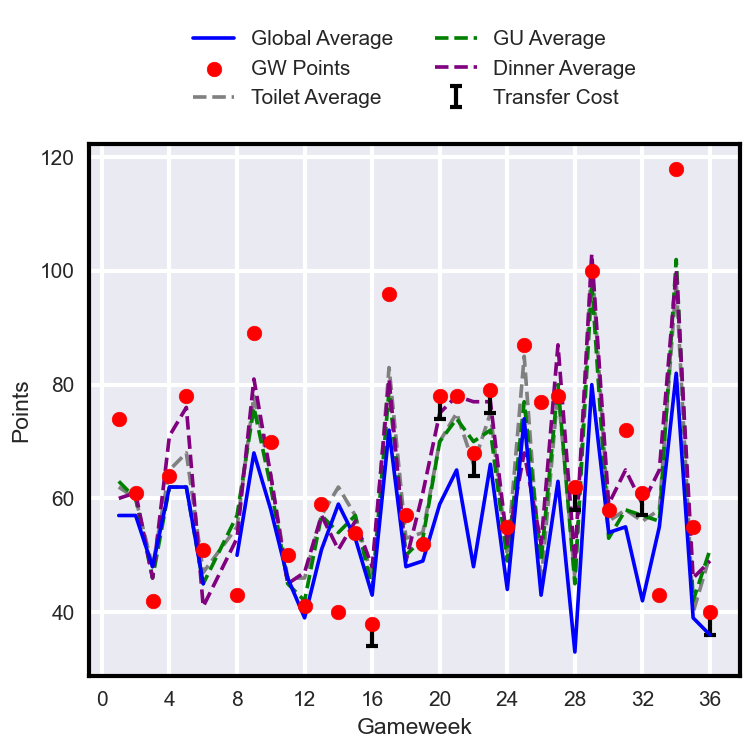 Global Average
GW Points
Toilet Average
GU Average
Dinner Average
Transfer Cost
120
100
80
60
40
Points
0 4 8 12 16 20 24 28 32 36
Gameweek